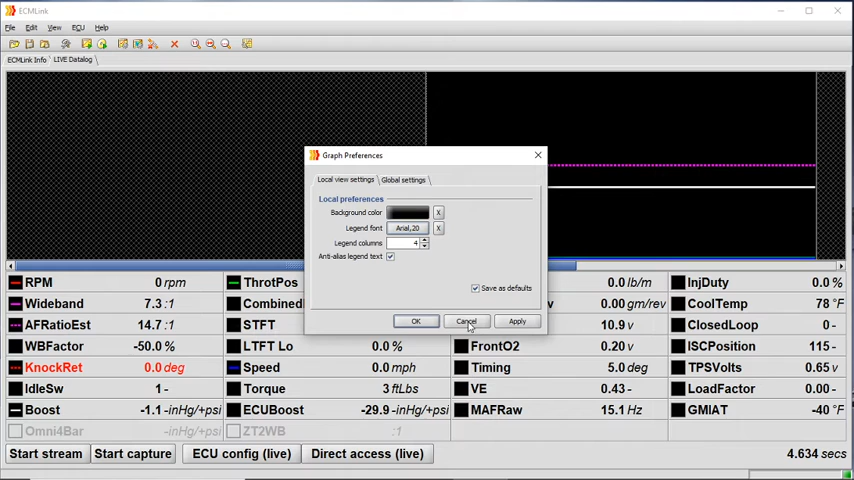 ECMLink
File Edit View ECU Help
ECMLink Info LIVE Datalog
Graph Preferences
Local view settings Global settings
Local preferences
Background color X
Legend font Arial,20 X
Legend columns 4
Anti-alias legend text
Save as defaults
OK Cancel Apply
RPM 0 rpm ThrotPos 0.0 lb/m InjDuty 0.0 %
Wideband 7.3 :1 Combined 0.00 gm/rev CoolTemp 78 °F
AFRatioEst 14.7 :1 STFT 10.9 v ClosedLoop 0 -
WBFactor -50.0 % LTFT Lo 0.0 % FrontO2 0.20 v ISCPosition 115 -
KnockRet 0.0 deg Speed 0.0 mph Timing 5.0 deg TPSVolts 0.65 v
IdleSw 1 - Torque 3 ftLbs VE 0.43 - LoadFactor 0.00 -
Boost -1.1 -inHg/+psi ECUBoost -29.9 -inHg/+psi MAFRaw 15.1 Hz GMIAT -40 °F
Omni4Bar -inHg/+psi ZT2WB :1
Start stream Start capture ECU config (live) Direct access (live) 4.634 secs